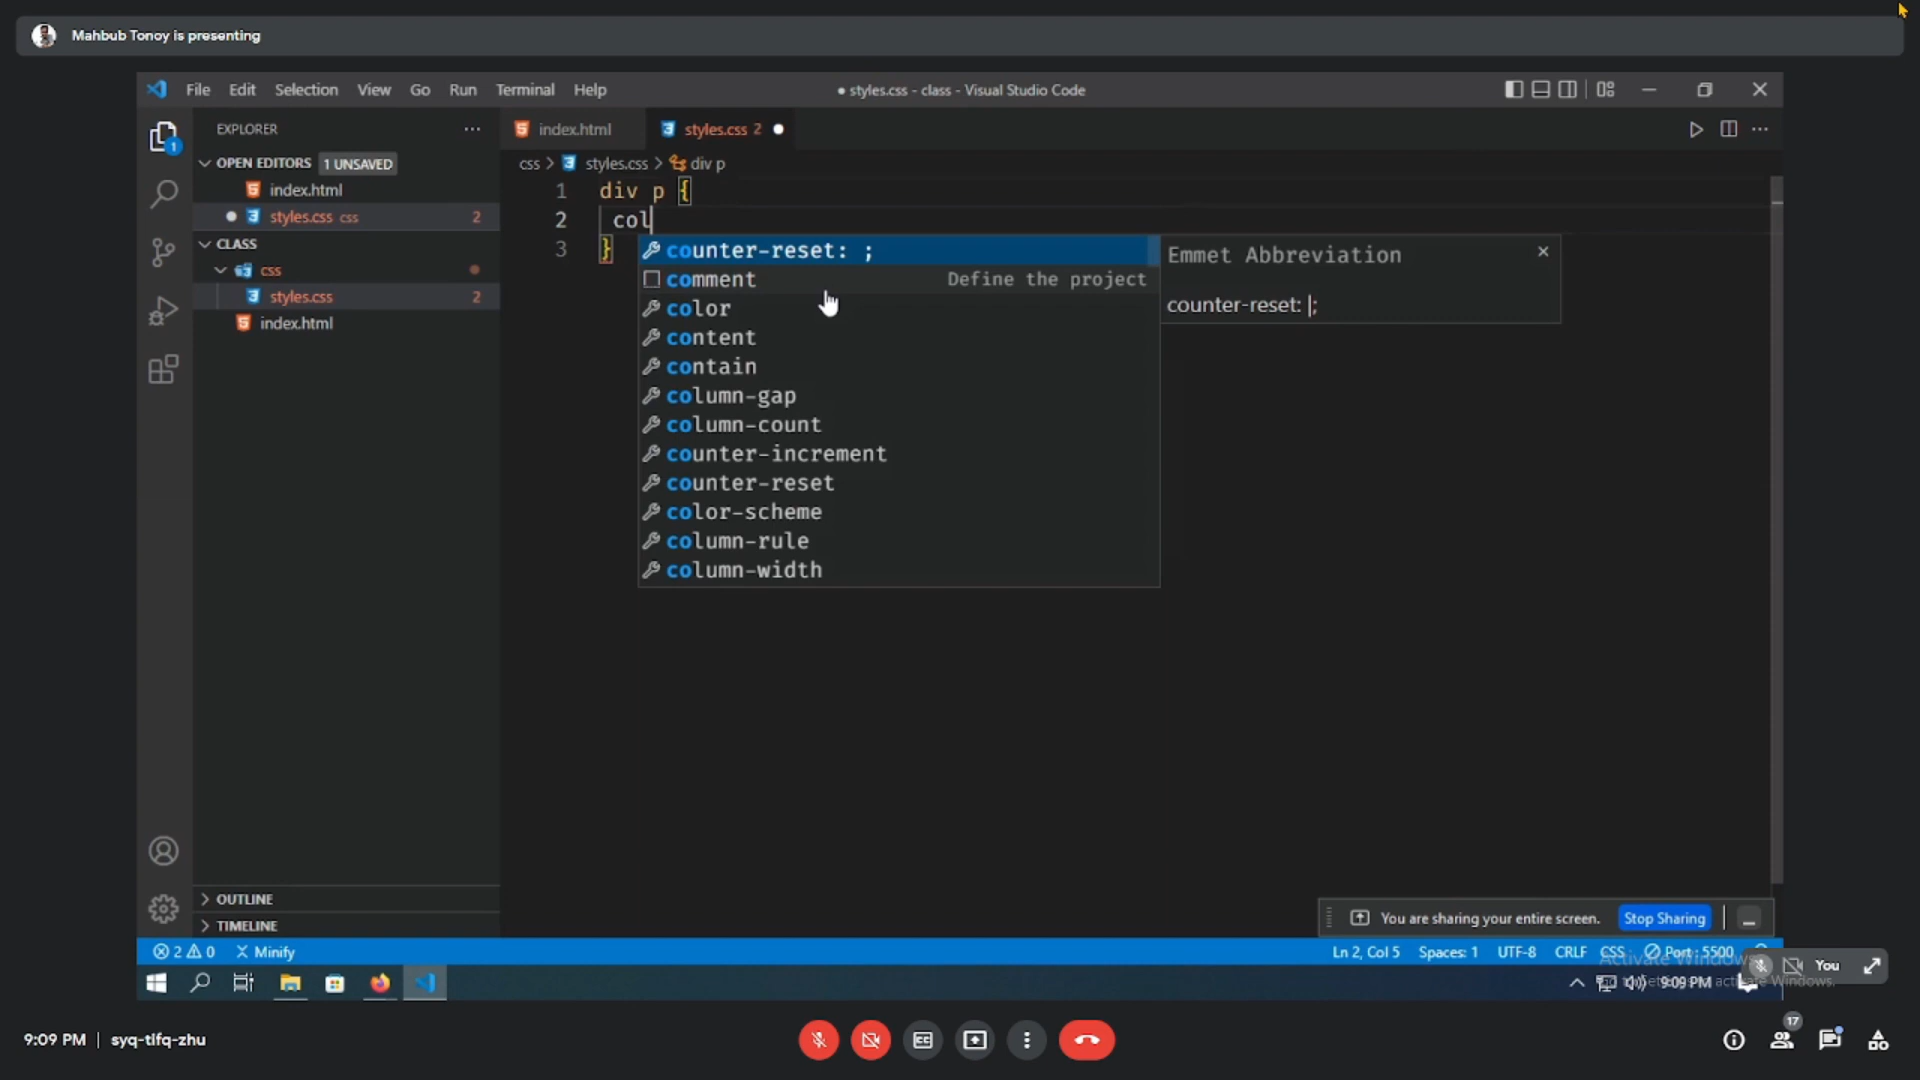 Mahbub Tonoy is presenting
File Edit Selection View Go Run Terminal Help
● styles.css - class - Visual Studio Code
EXPLORER
OPEN EDITORS 1 UNSAVED
index.html
styles.css css 2
CLASS
css
styles.css 2
index.html
OUTLINE
TIMELINE
index.html
styles.css 2
css > styles.css > div p
1 div p {
2 col
3 }
counter-reset: ;
comment Define the project
color
content
contain
column-gap
column-count
counter-increment
counter-reset
color-scheme
column-rule
column-width
Emmet Abbreviation
counter-reset: |;
You are sharing your entire screen. Stop Sharing
2 0 Minify
Ln 2, Col 5 Spaces: 1 UTF-8 CRLF CSS Port : 5500
Activate Windows
9:09 PM
You
9:09 PM | syq-tifq-zhu
17
1